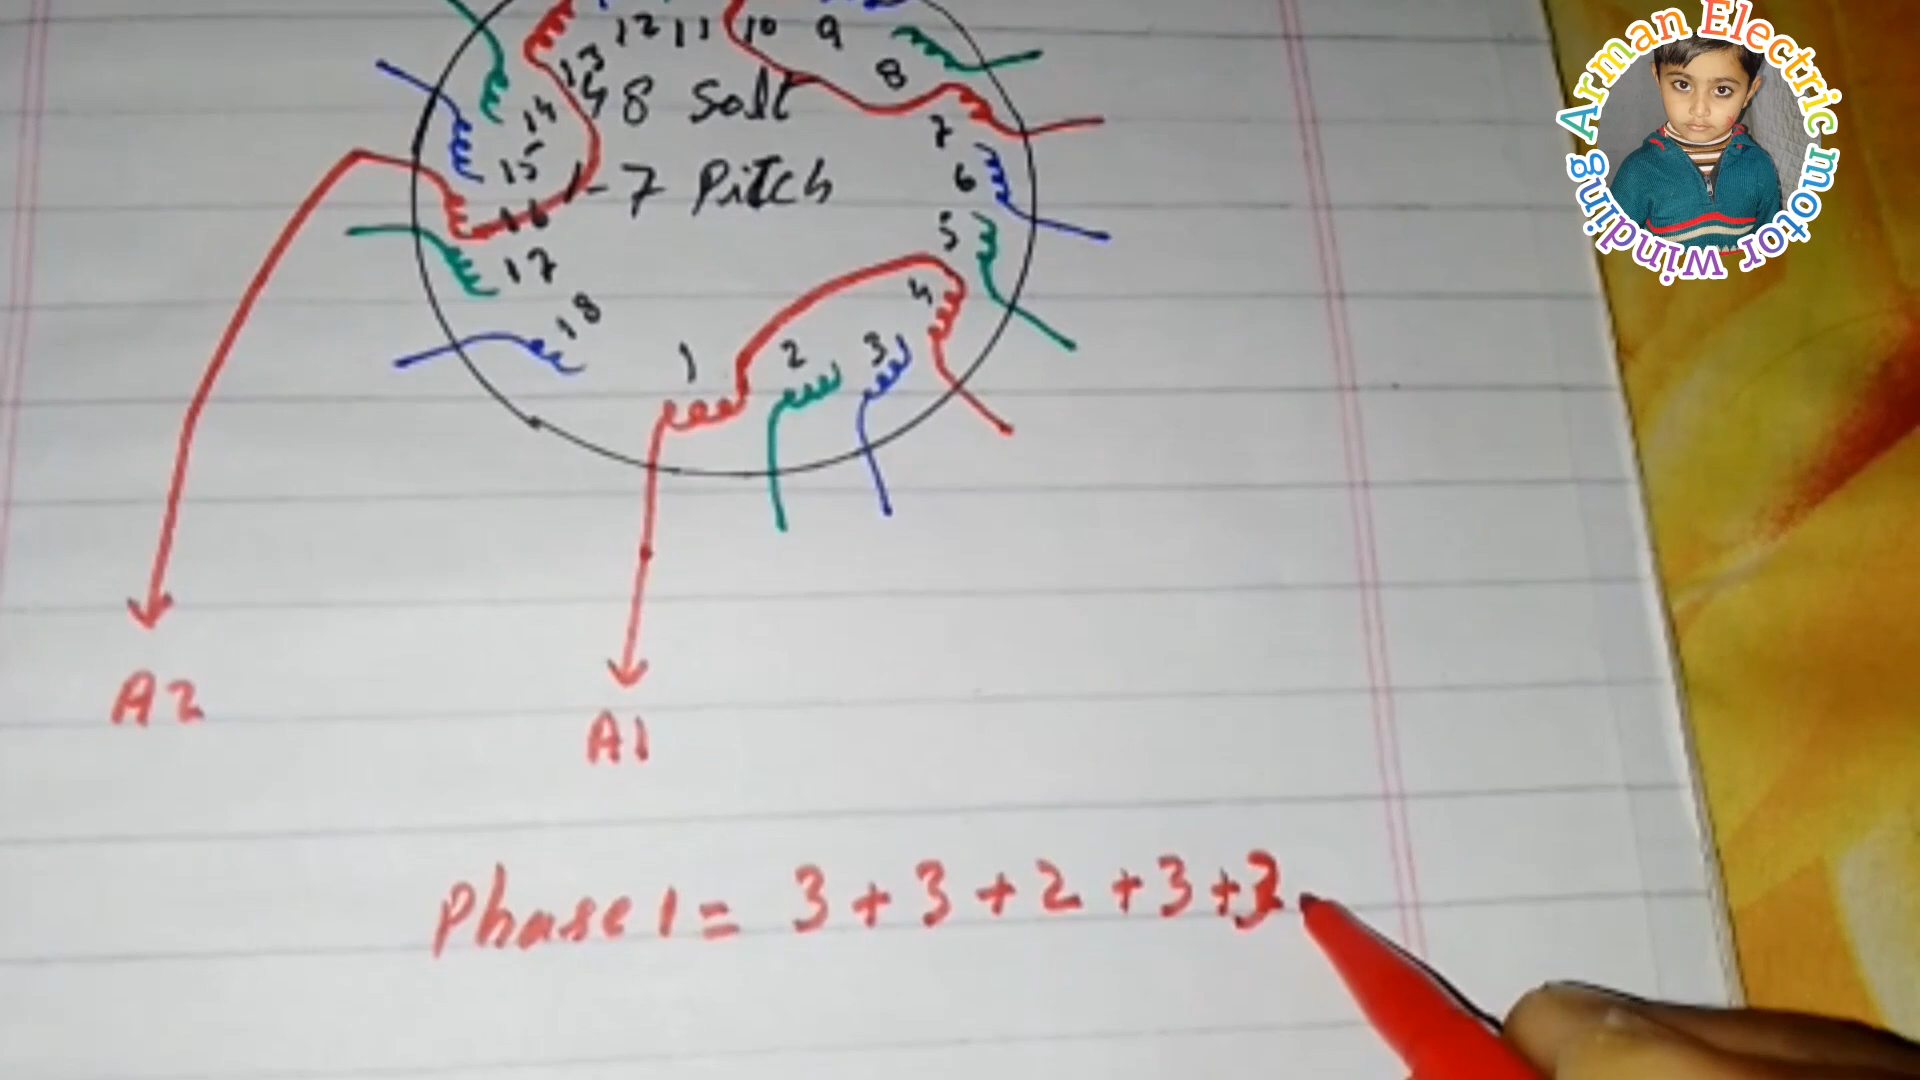 12 11 10 9
13 8
14 48 Solt 7
15 1-7 Pitch 6
16 5
17 4
18 1 2 3
A2
A1
Phase 1 = 3 + 3 + 2 + 3 + 3
Arman Electric motor winding